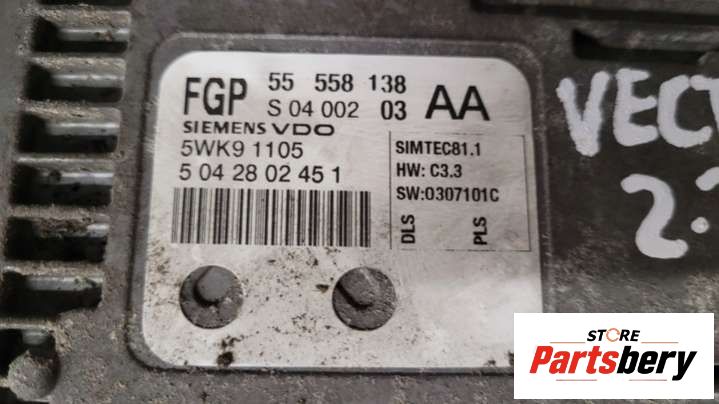 FGP 55 558 138 AA
S 04 002 03
SIEMENS VDO
5WK9 1105
5 04 28 02 45 1
SIMTEC81.1
HW: C3.3
SW:0307101C
DLS
PLS
VECT
2.
STORE
Partsbery